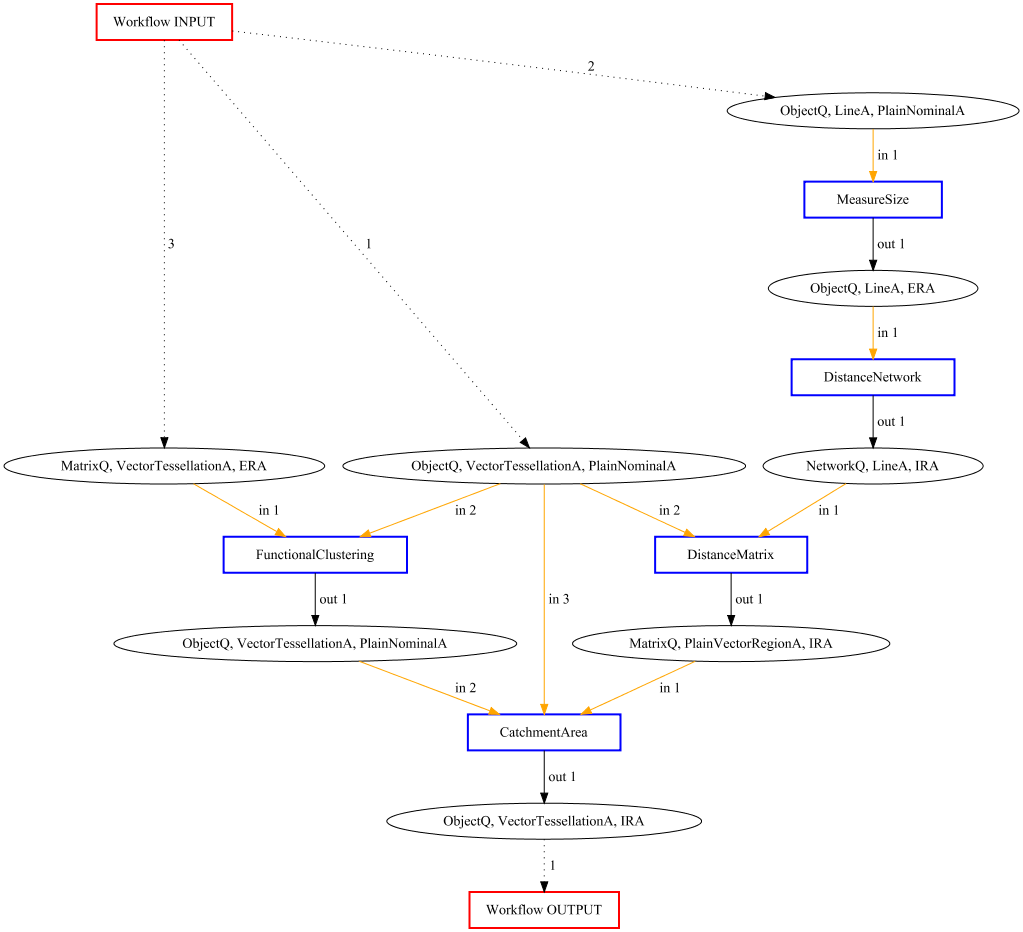 Workflow INPUT
2
ObjectQ, LineA, PlainNominalA
in 1
MeasureSize
3
1
out 1
ObjectQ, LineA, ERA
in 1
DistanceNetwork
out 1
MatrixQ, VectorTessellationA, ERA
ObjectQ, VectorTessellationA, PlainNominalA
NetworkQ, LineA, IRA
in 1
in 2
in 2
in 1
FunctionalClustering
DistanceMatrix
out 1
in 3
out 1
ObjectQ, VectorTessellationA, PlainNominalA
MatrixQ, PlainVectorRegionA, IRA
in 2
in 1
CatchmentArea
out 1
ObjectQ, VectorTessellationA, IRA
1
Workflow OUTPUT